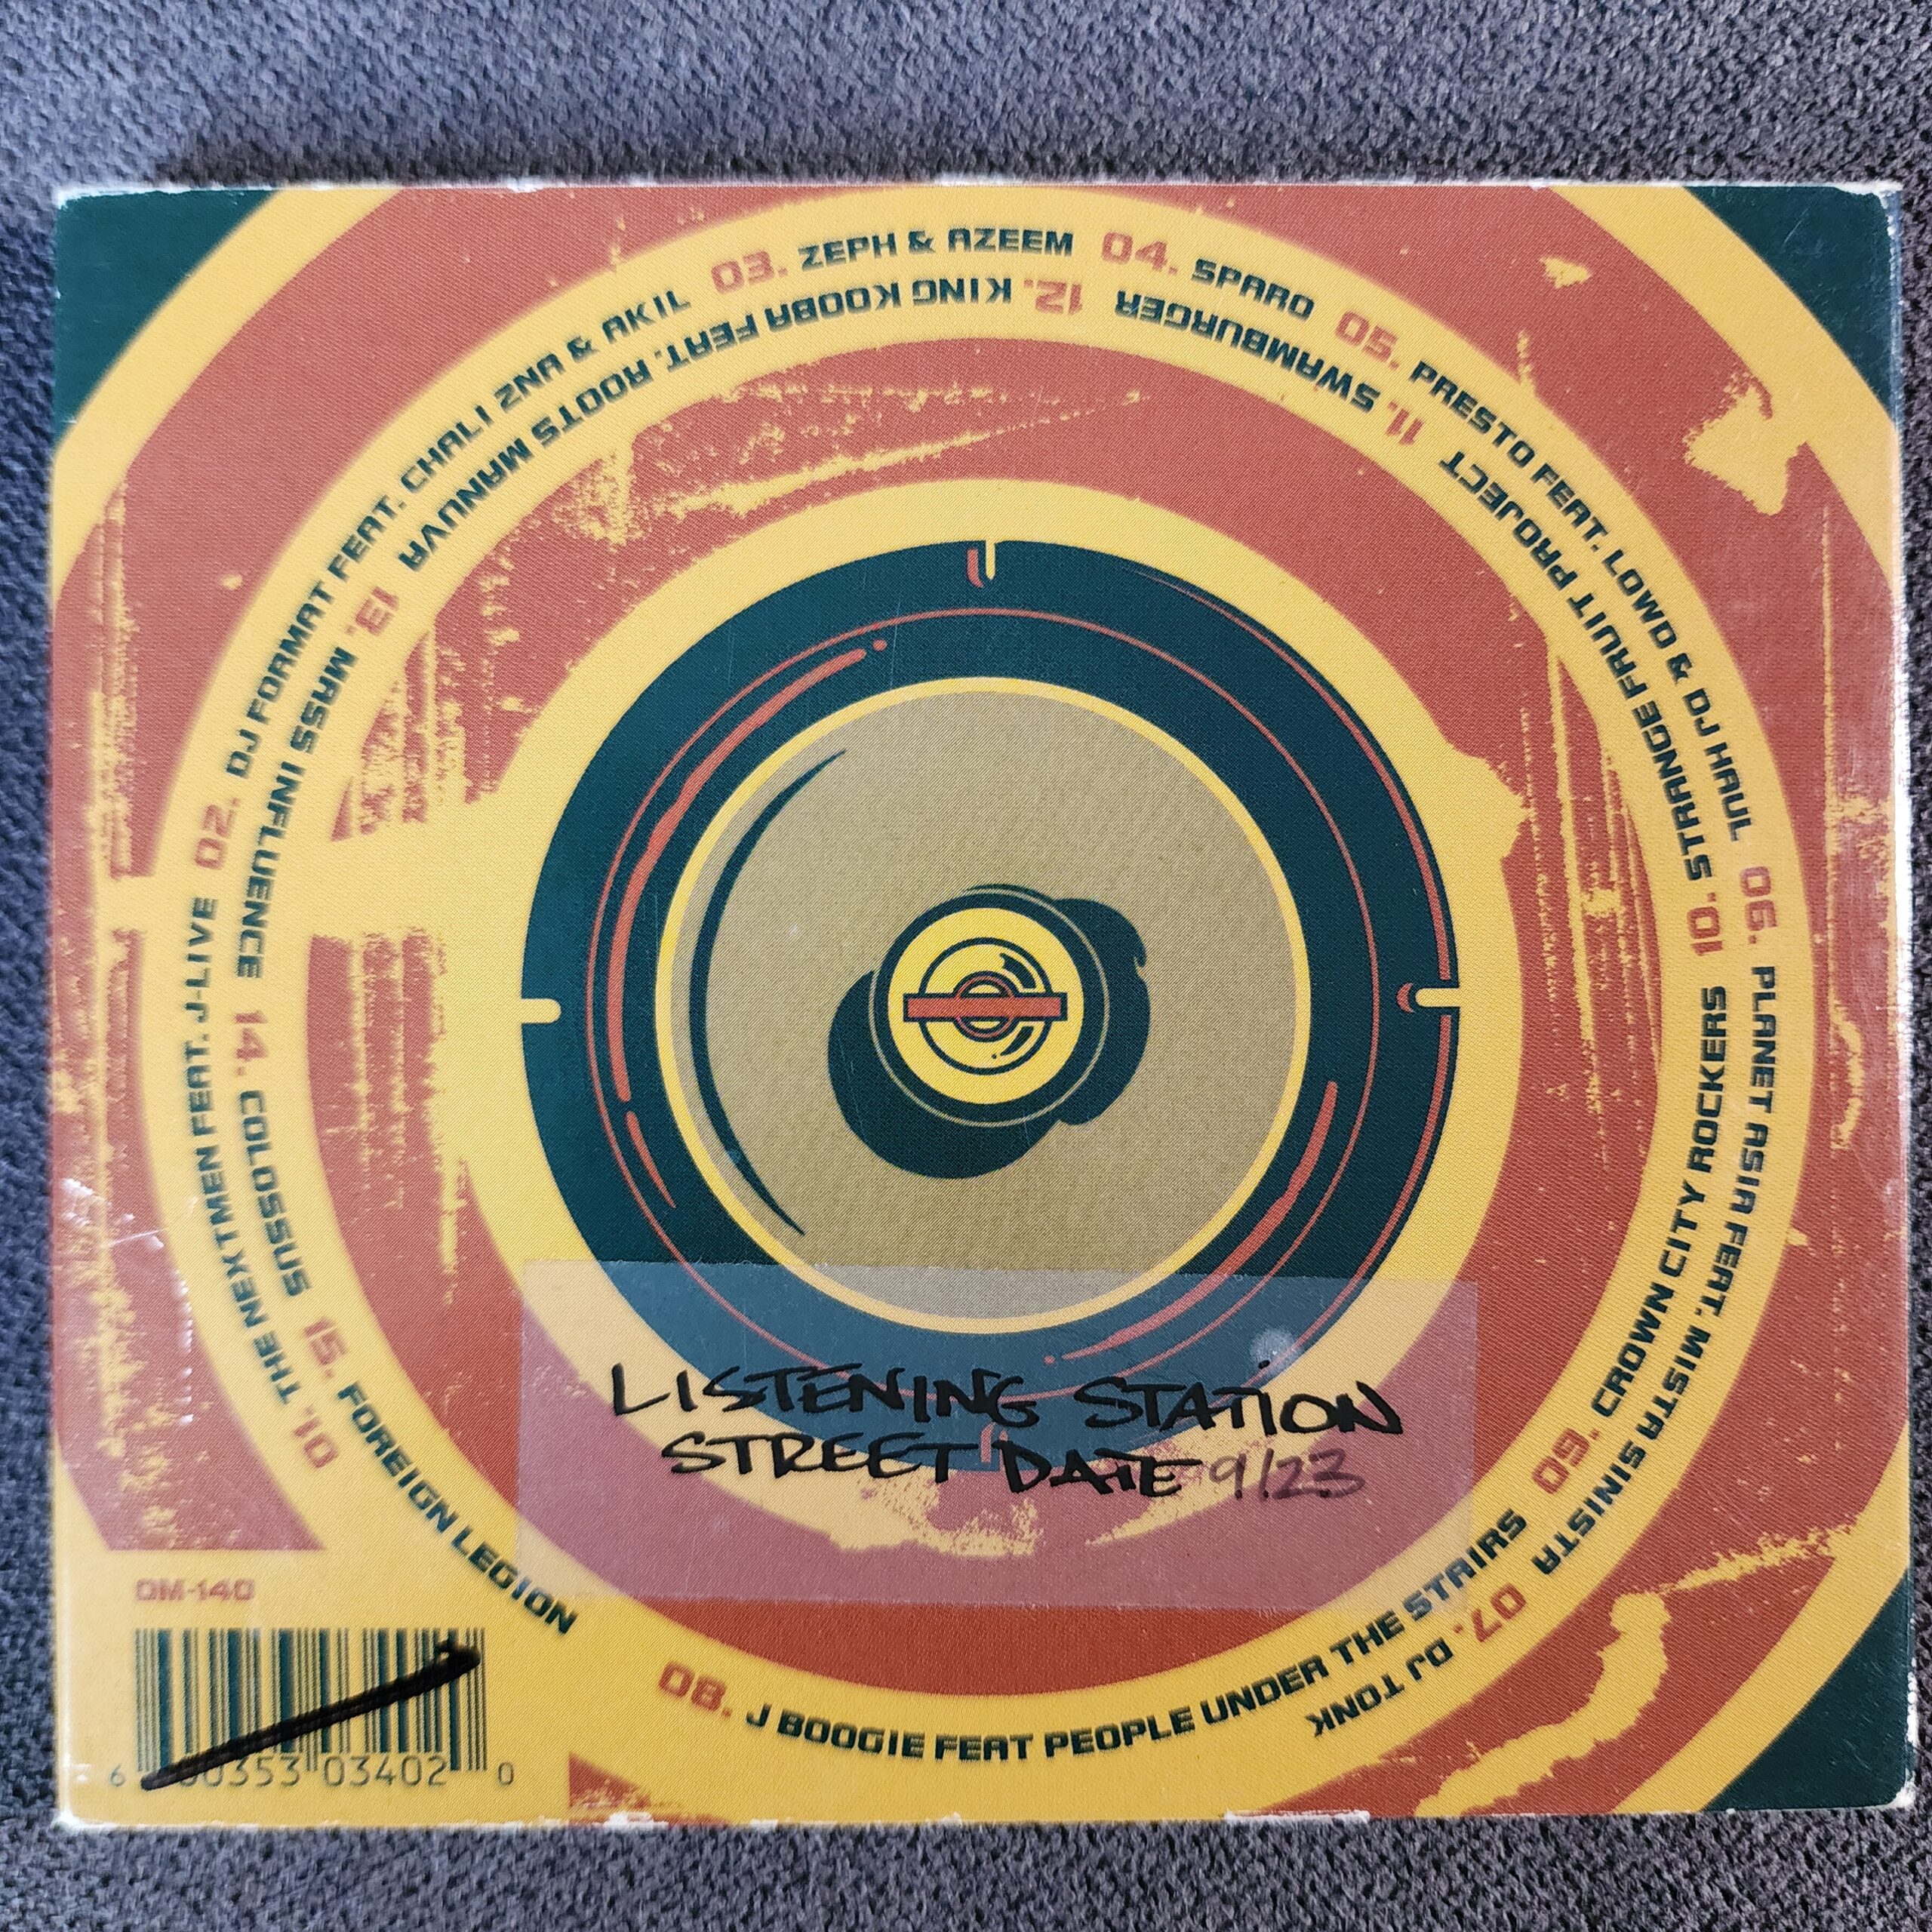 01. THE NEXTMEN FEAT. J-LIVE
02. DJ FORMAT FEAT. CHALI 2NA & AKIL
03. ZEPH & AZEEM
04. SPARO
05. PRESTO FEAT. LOWD & DJ HAUL
06. PLANET ASIA FEAT. MISTA SINISTA
07. DJ TONK
08. J BOOGIE FEAT PEOPLE UNDER THE STAIRS
09. CROWN CITY ROCKERS
10. STRANGE FRUIT PROJECT
11. SWAMBURGER
12. KING KOOBA FEAT. ROOTS MANUVA
13. MASS INFLUENCE
14. COLOSSUS
15. FOREIGN LEGION
LISTENING STATION
STREET DATE 9/23
OM-140
6 00353 03402 0